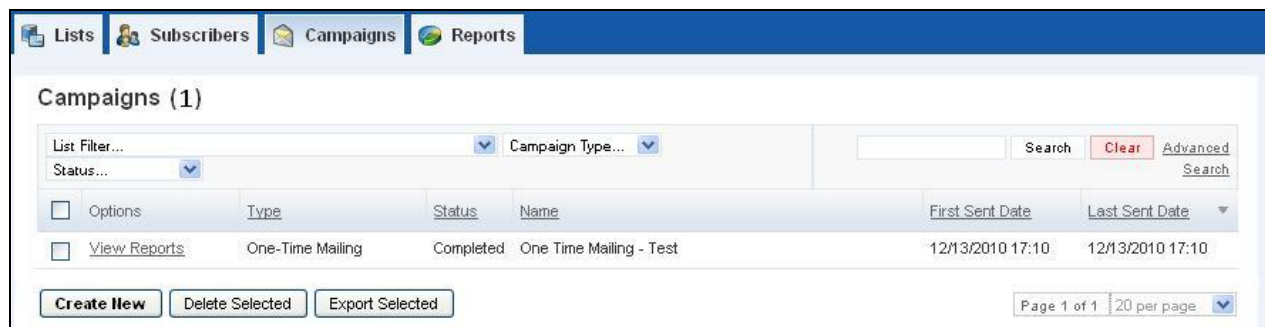 Lists Subscribers Campaigns Reports
Campaigns (1)
List Filter... Campaign Type... Search Clear Advanced
Status... Search
Options Type Status Name First Sent Date Last Sent Date
View Reports One-Time Mailing Completed One Time Mailing - Test 12/13/2010 17:10 12/13/2010 17:10
Create New Delete Selected Export Selected Page 1 of 1 20 per page